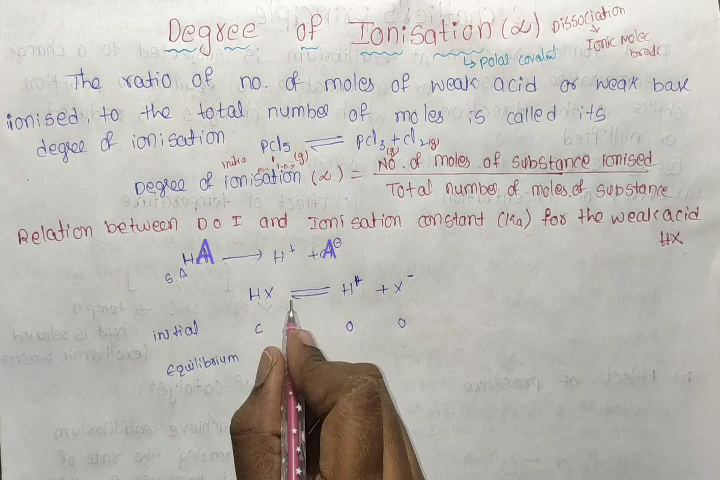 Degree of Ionisation (α) Dissociation
↳ Polar covalent
↓
Ionic molec
break
The ratio of no. of moles of weak acid or weak base
ionised to the total number of moles is called its
degree of ionisation
PCl5 ⇌ PCl3 + Cl2(g)
(g) (g)
Degree of ionisation (α) = No. of moles of substance ionised
Total number of moles of substance
Relation between D o I and Ionisation constant (Ka) for the weak acid
HX
HA ⟶ H+ + A⊖
S.A
HX ⇌ H+ + X-
initial C 0 0
Equilibrium